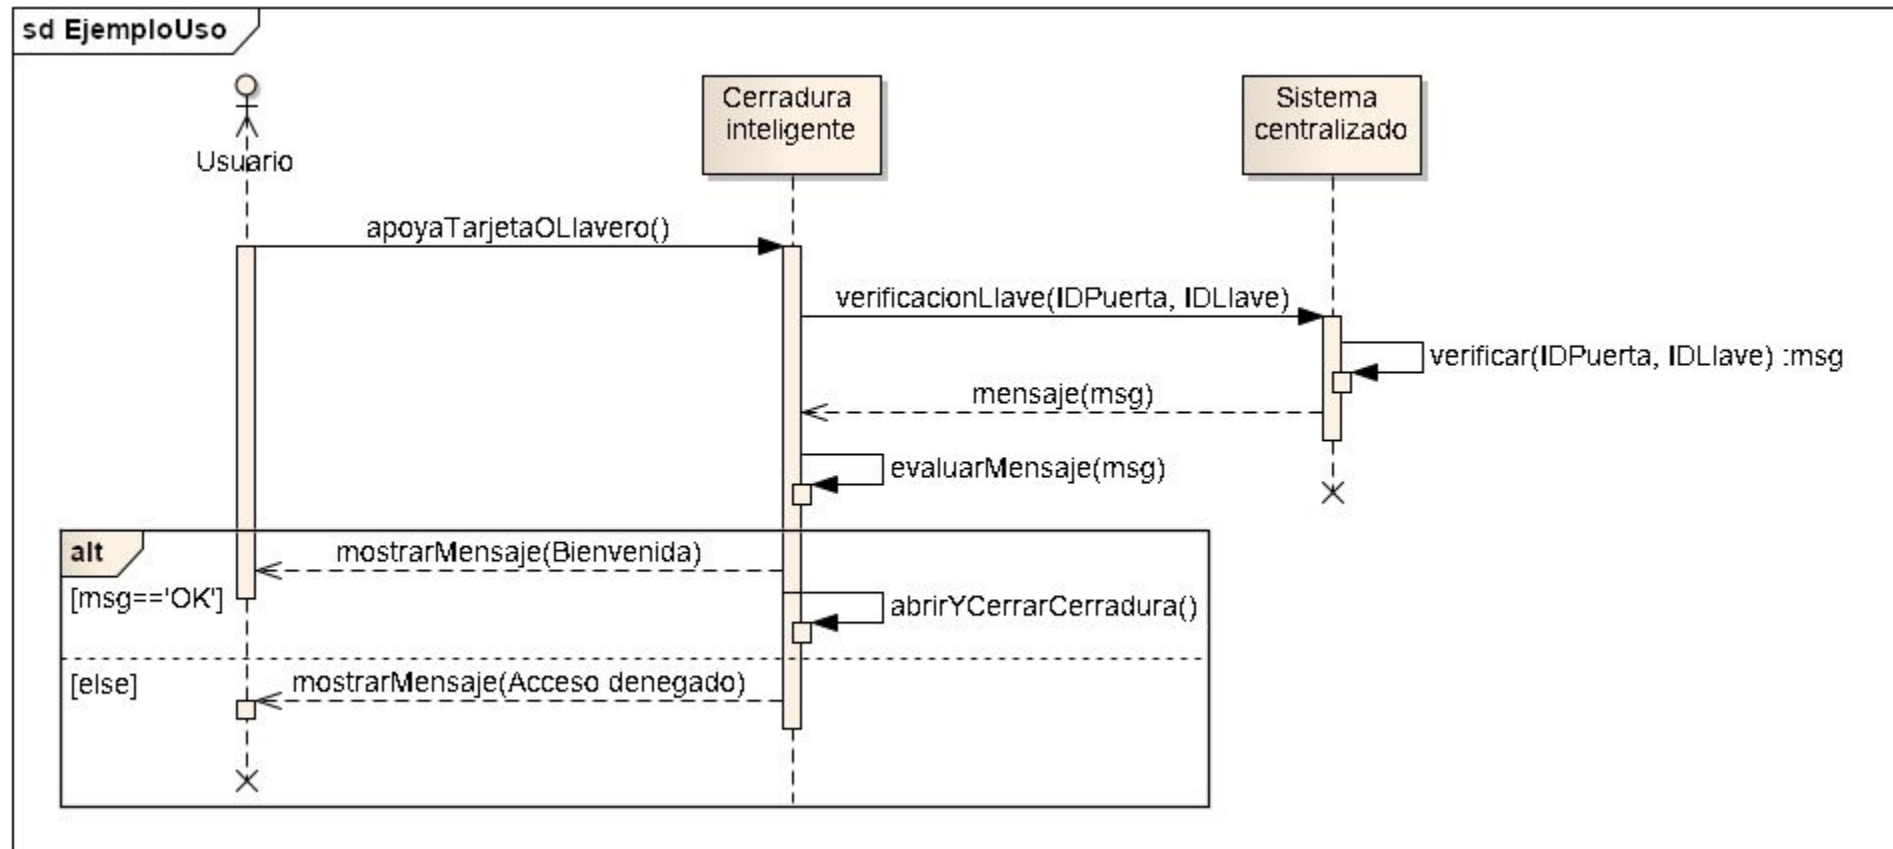 sd EjemploUso
Usuario
Cerradura
inteligente
Sistema
centralizado
apoyaTarjetaOLlavero()
verificacionLlave(IDPuerta, IDLlave)
verificar(IDPuerta, IDLlave) :msg
mensaje(msg)
evaluarMensaje(msg)
alt
mostrarMensaje(Bienvenida)
[msg=='OK']
abrirYCerrarCerradura()
[else]
mostrarMensaje(Acceso denegado)